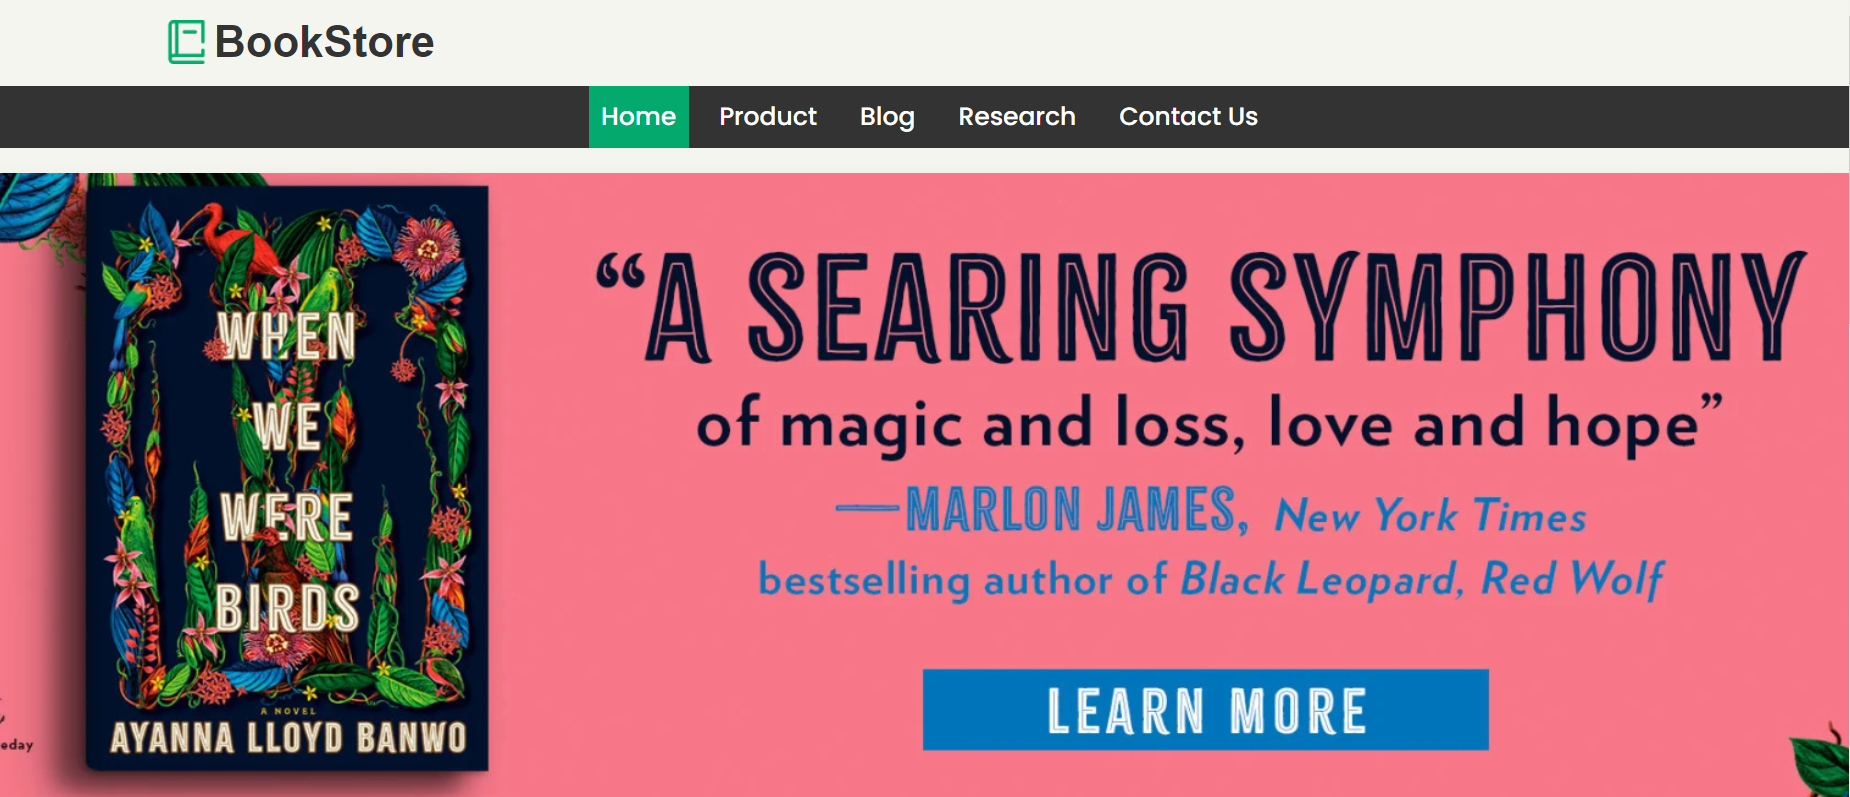 BookStore
Home Product Blog Research Contact Us
WHEN
WE
WERE
BIRDS
A NOVEL
AYANNA LLOYD BANWO
“A SEARING SYMPHONY
of magic and loss, love and hope”
—MARLON JAMES, New York Times
bestselling author of Black Leopard, Red Wolf
LEARN MORE
eday